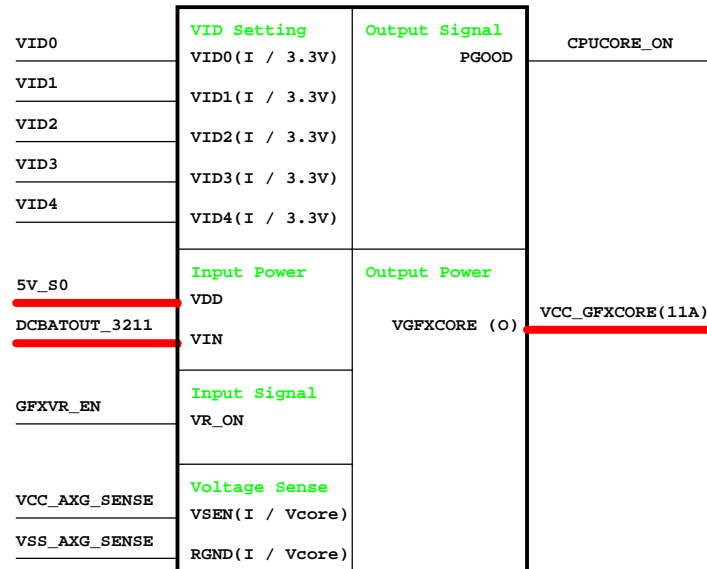 VID0
VID1
VID2
VID3
VID4
5V_S0
DCBATOUT_3211
GFXVR_EN
VCC_AXG_SENSE
VSS_AXG_SENSE
VID Setting
VID0(I / 3.3V)
VID1(I / 3.3V)
VID2(I / 3.3V)
VID3(I / 3.3V)
VID4(I / 3.3V)
Input Power
VDD
VIN
Input Signal
VR_ON
Voltage Sense
VSEN(I / Vcore)
RGND(I / Vcore)
Output Signal
PGOOD
Output Power
VGFXCORE (O)
CPUCORE_ON
VCC_GFXCORE(11A)